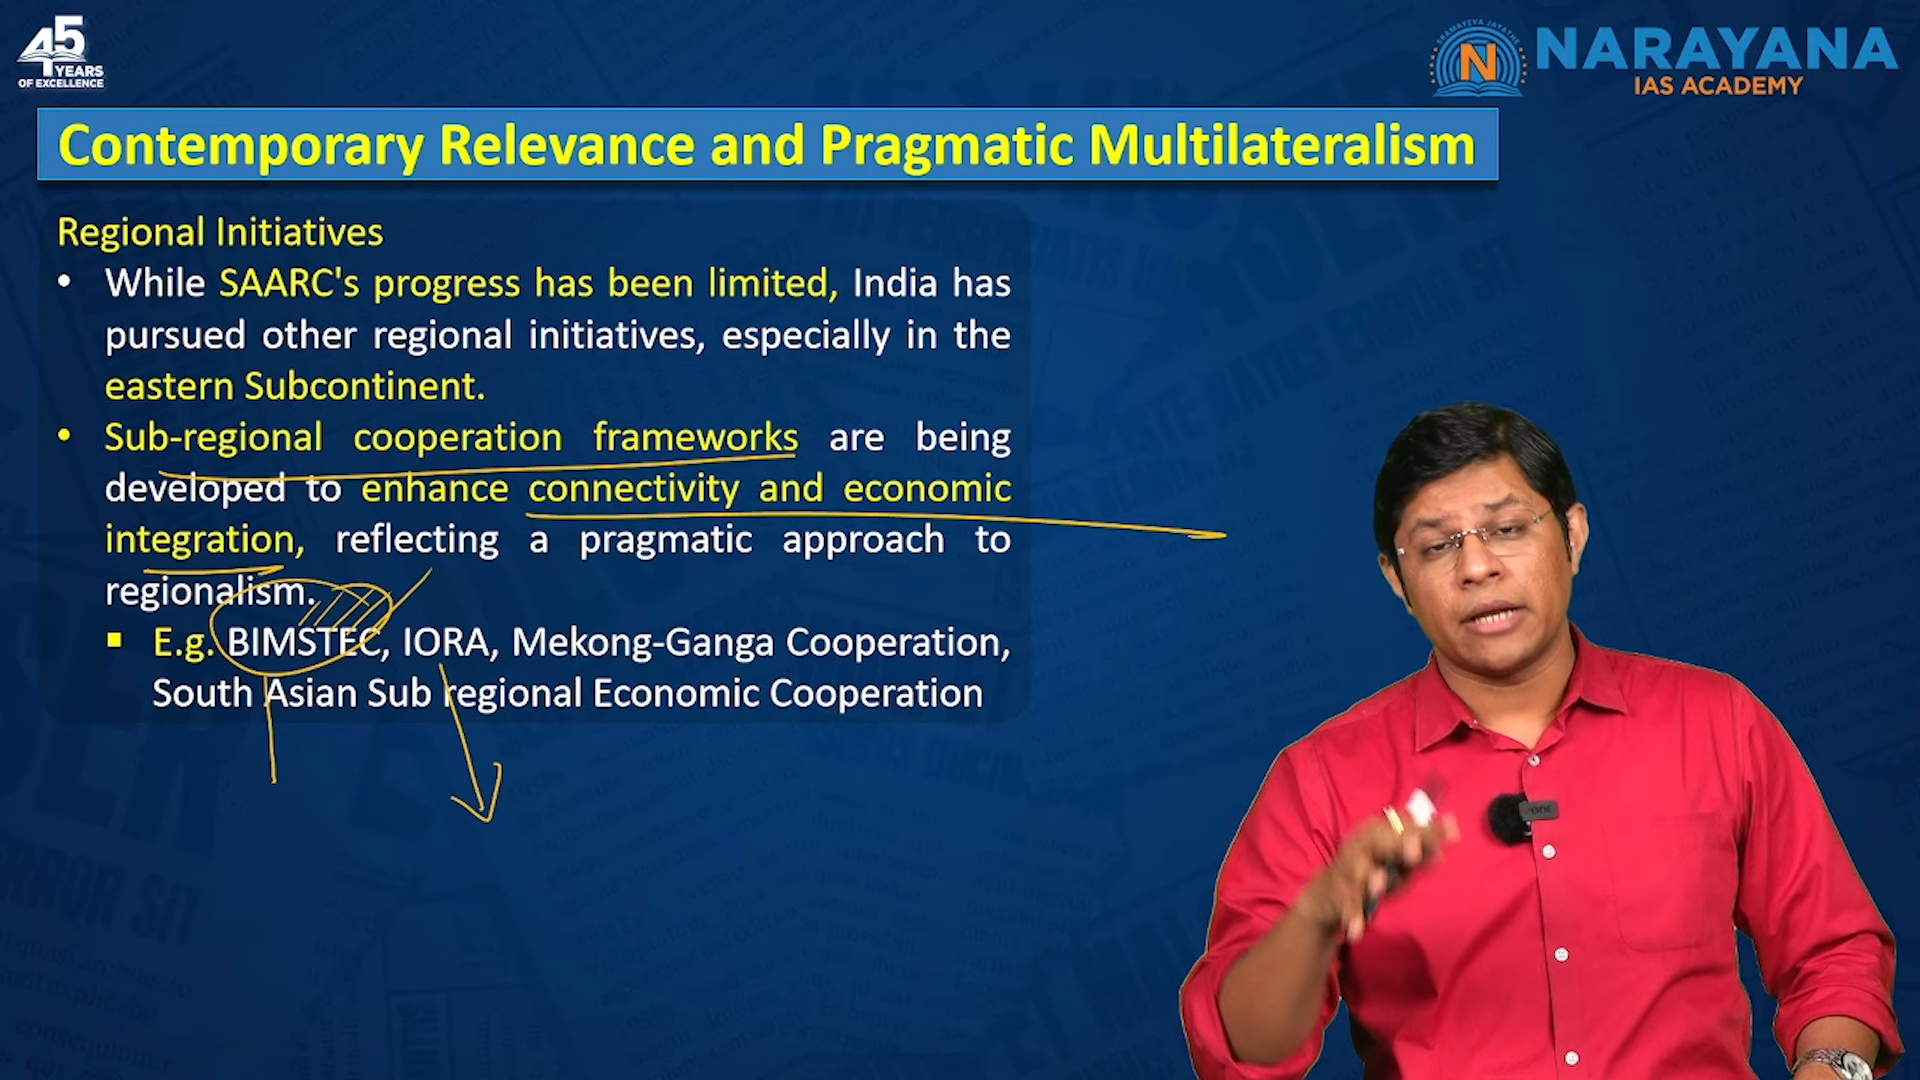 45
YEARS
OF EXCELLENCE
SRAMAYEVA JAYATHE
N
NARAYANA
IAS ACADEMY
Contemporary Relevance and Pragmatic Multilateralism
Regional Initiatives
• While SAARC's progress has been limited, India has
pursued other regional initiatives, especially in the
eastern Subcontinent.
• Sub-regional cooperation frameworks are being
developed to enhance connectivity and economic
integration, reflecting a pragmatic approach to
regionalism.
▪ E.g. BIMSTEC, IORA, Mekong-Ganga Cooperation,
South Asian Sub regional Economic Cooperation